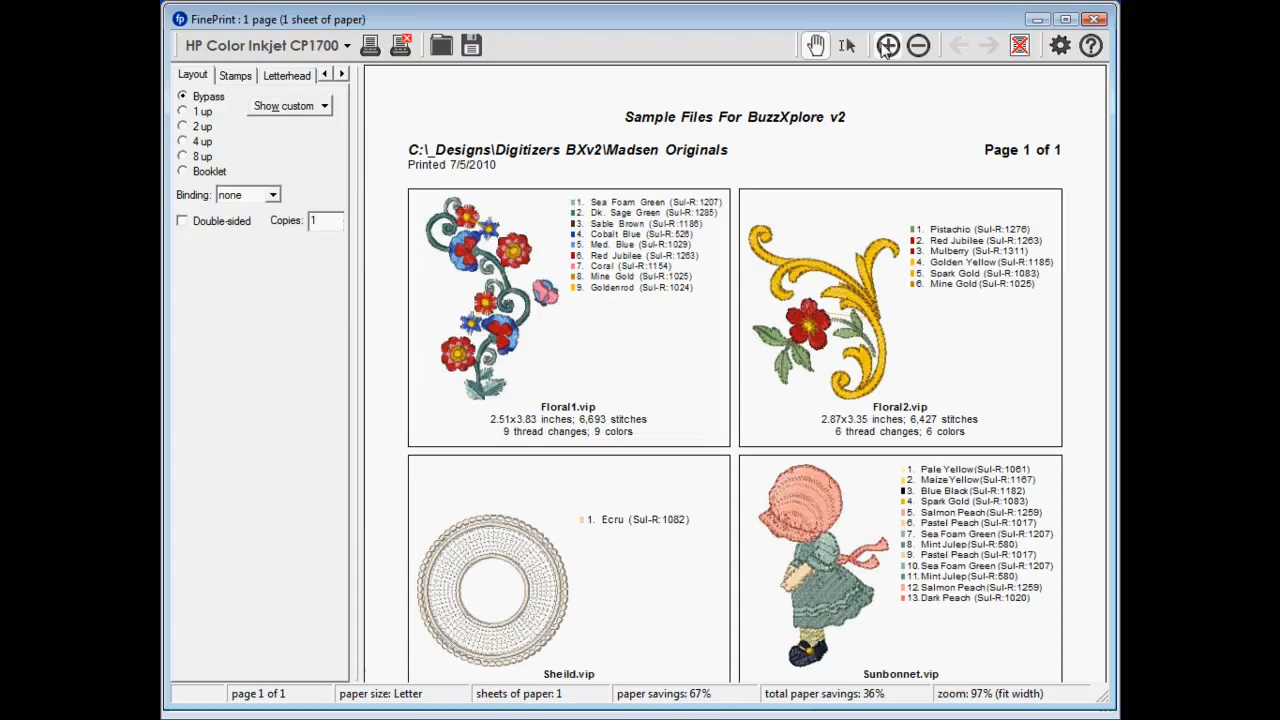 FinePrint : 1 page (1 sheet of paper)
HP Color Inkjet CP1700
Layout Stamps Letterhead
Bypass
Show custom
1 up
2 up
4 up
8 up
Booklet
Binding: none
Double-sided Copies: 1
Sample Files For BuzzXplore v2
C:\_Designs\Digitizers BXv2\Madsen Originals Page 1 of 1
Printed 7/5/2010
1. Sea Foam Green (Sul-R:1207)
2. Dk. Sage Green (Sul-R:1285)
3. Sable Brown (Sul-R:1186)
4. Cobalt Blue (Sul-R:526)
5. Med. Blue (Sul-R:1029)
6. Red Jubilee (Sul-R:1263)
7. Coral (Sul-R:1154)
8. Mine Gold (Sul-R:1025)
9. Goldenrod (Sul-R:1024)
Floral1.vip
2.51x3.83 inches; 6,693 stitches
9 thread changes; 9 colors
1. Pistachio (Sul-R:1276)
2. Red Jubilee (Sul-R:1263)
3. Mulberry (Sul-R:1311)
4. Golden Yellow (Sul-R:1185)
5. Spark Gold (Sul-R:1083)
6. Mine Gold (Sul-R:1025)
Floral2.vip
2.87x3.35 inches; 6,427 stitches
6 thread changes; 6 colors
1. Ecru (Sul-R:1082)
Sheild.vip
1. Pale Yellow(Sul-R:1061)
2. Maize Yellow(Sul-R:1167)
3. Blue Black(Sul-R:1182)
4. Spark Gold (Sul-R:1083)
5. Salmon Peach(Sul-R:1259)
6. Pastel Peach(Sul-R:1017)
7. Sea Foam Green(Sul-R:1207)
8. Mint Julep(Sul-R:580)
9. Pastel Peach(Sul-R:1017)
10. Sea Foam Green(Sul-R:1207)
11. Mint Julep(Sul-R:580)
12. Salmon Peach(Sul-R:1259)
13. Dark Peach (Sul-R:1020)
Sunbonnet.vip
page 1 of 1 paper size: Letter sheets of paper: 1 paper savings: 67% total paper savings: 36% zoom: 97% (fit width)